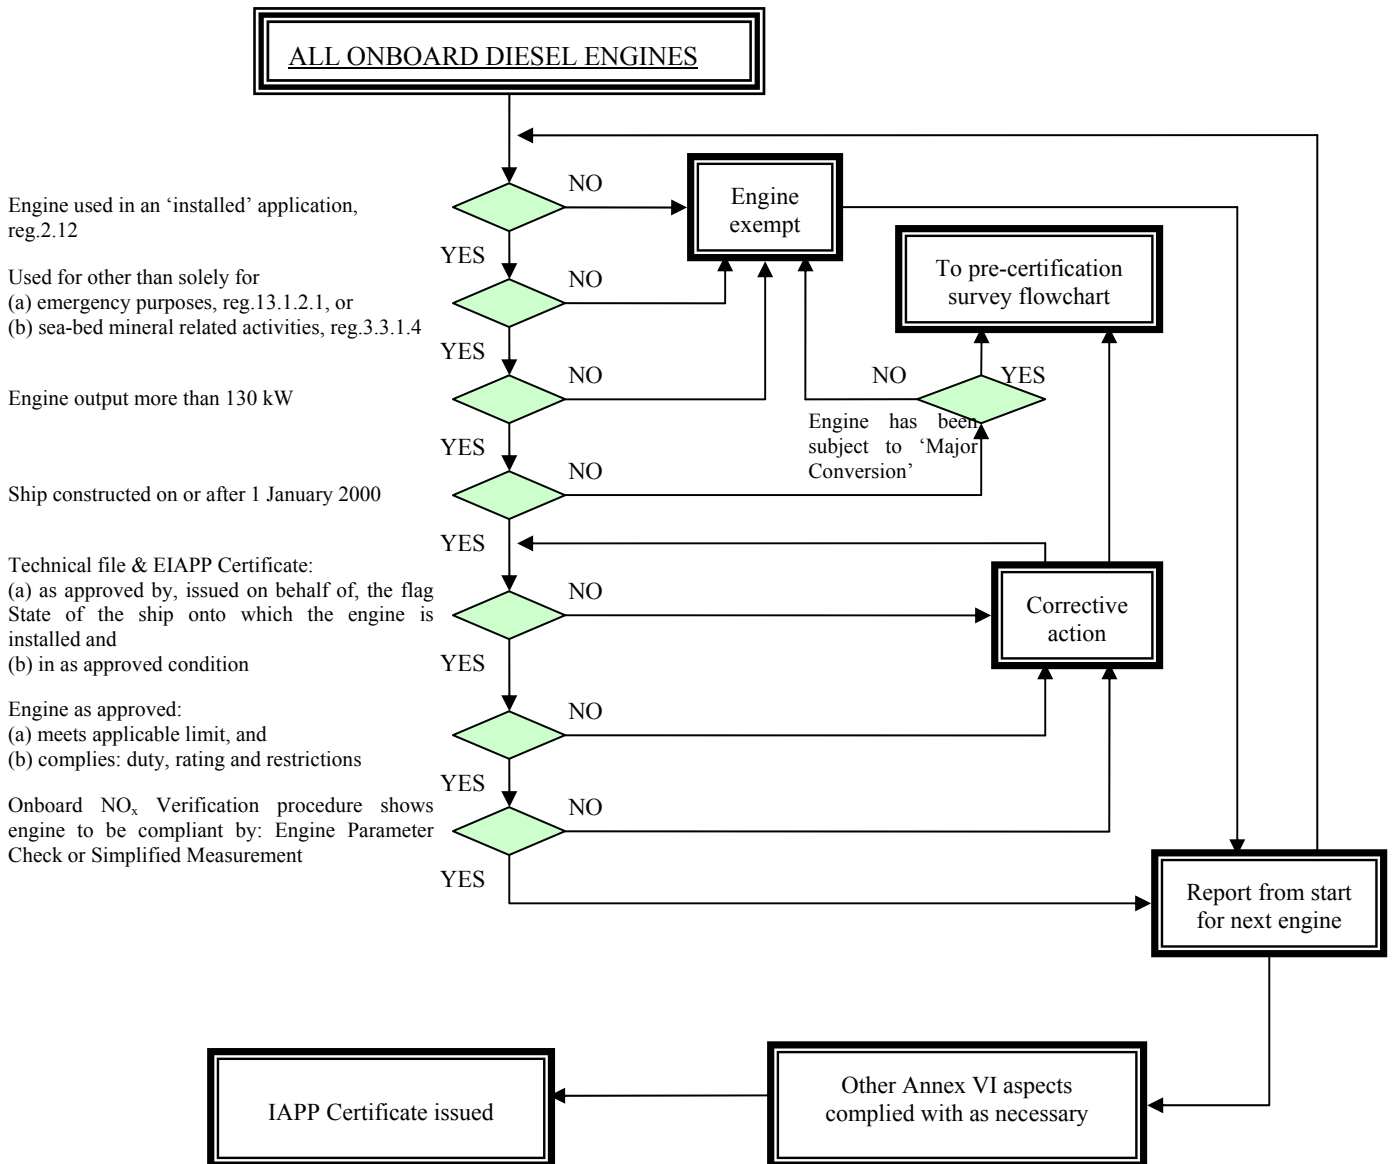 ALL ONBOARD DIESEL ENGINES
Engine used in an ‘installed’ application,
reg.2.12
NO
Engine
exempt
YES
To pre-certification
survey flowchart
Used for other than solely for
(a) emergency purposes, reg.13.1.2.1, or
(b) sea-bed mineral related activities, reg.3.3.1.4
NO
YES
Engine output more than 130 kW
NO
NO
YES
Engine has been
subject to ‘Major
Conversion’
YES
Ship constructed on or after 1 January 2000
NO
YES
Technical file & EIAPP Certificate:
(a) as approved by, issued on behalf of, the flag
State of the ship onto which the engine is
installed and
(b) in as approved condition
NO
Corrective
action
YES
Engine as approved:
(a) meets applicable limit, and
(b) complies: duty, rating and restrictions
NO
YES
Onboard NOx Verification procedure shows
engine to be compliant by: Engine Parameter
Check or Simplified Measurement
NO
YES
Report from start
for next engine
Other Annex VI aspects
complied with as necessary
IAPP Certificate issued